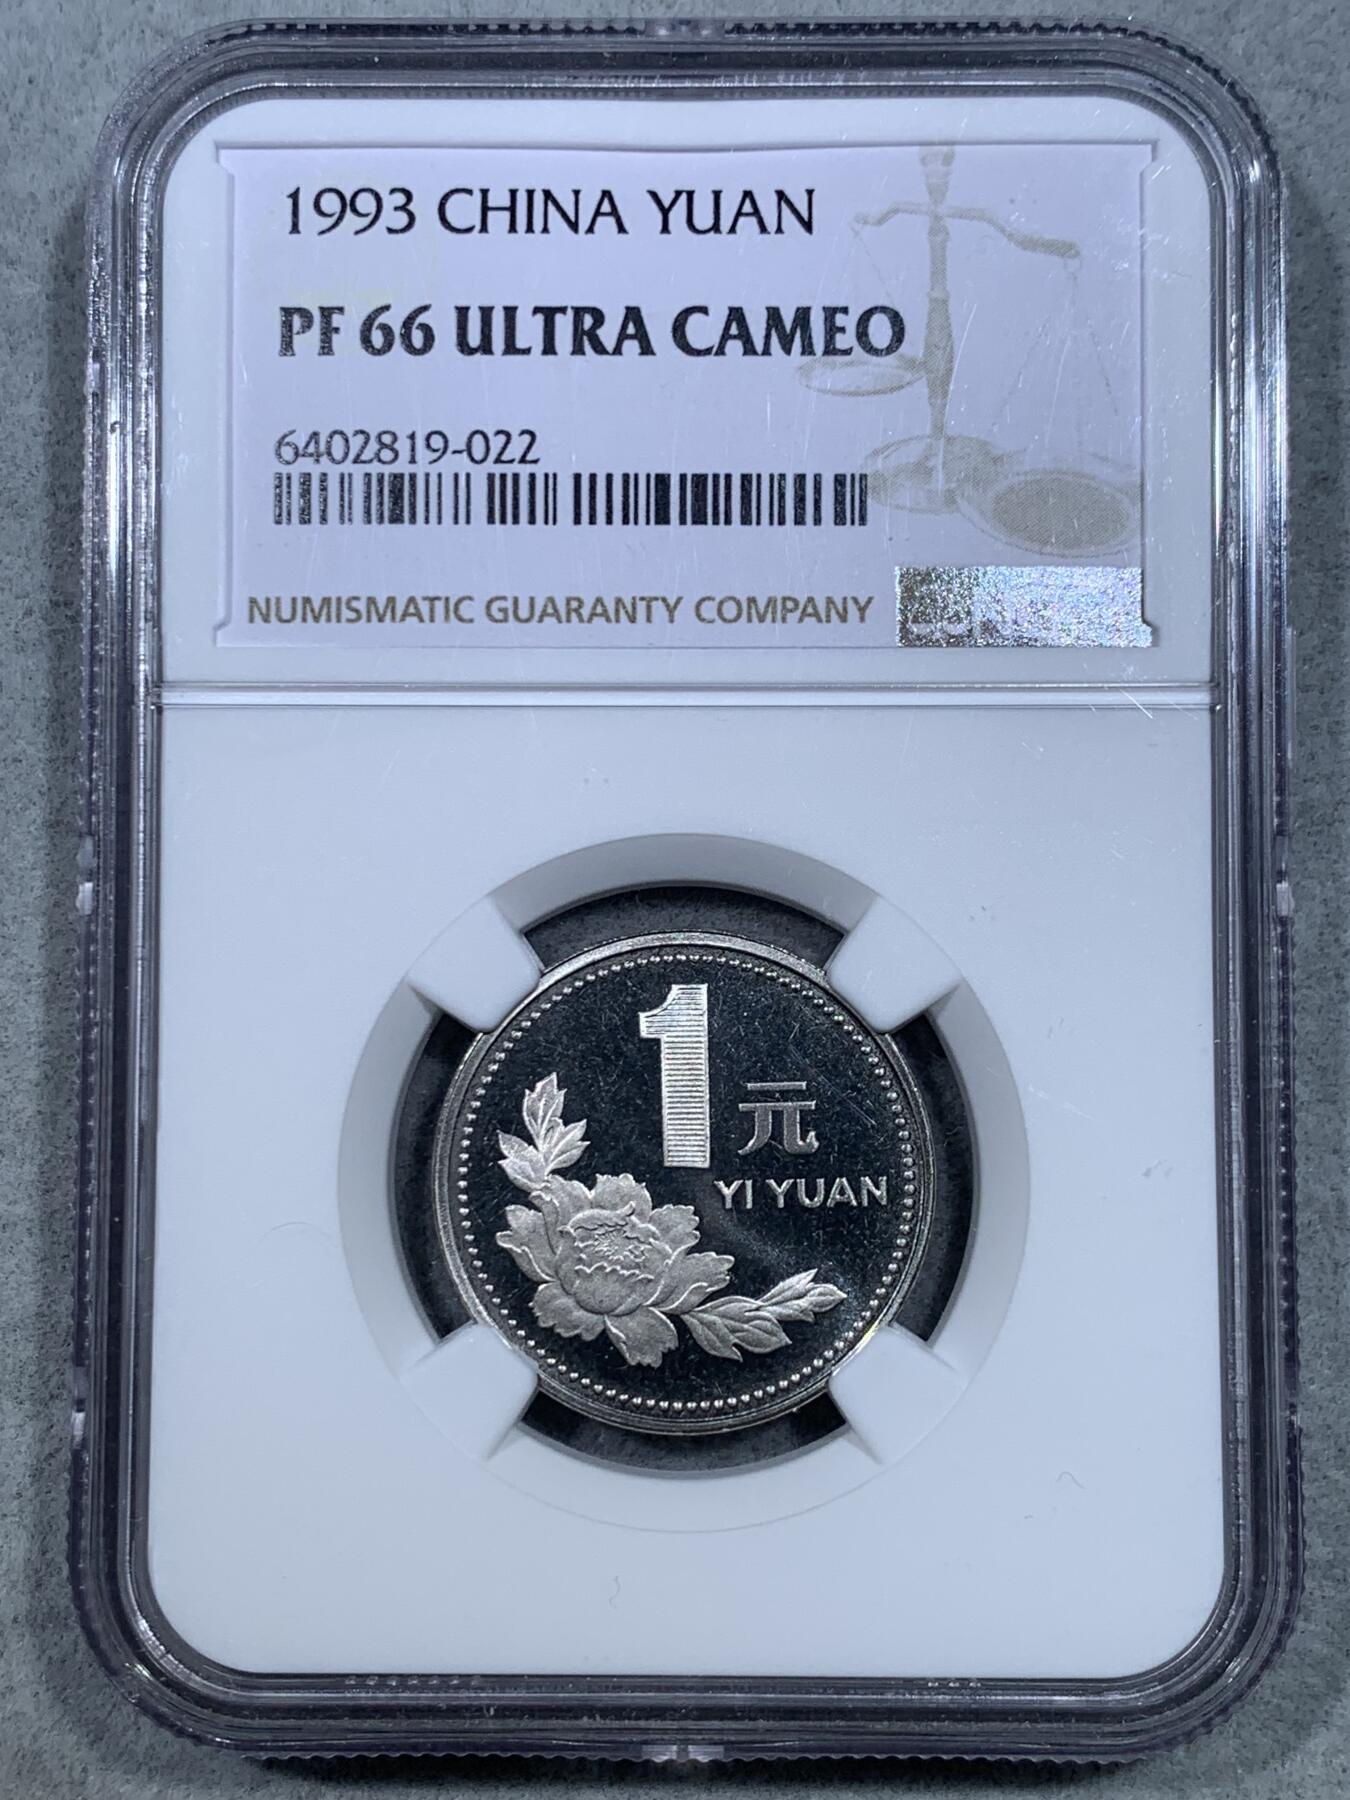 1993 CHINA YUAN
PF 66 ULTRA CAMEO
6402819-022
NUMISMATIC GUARANTY COMPANY
1
元
YI YUAN